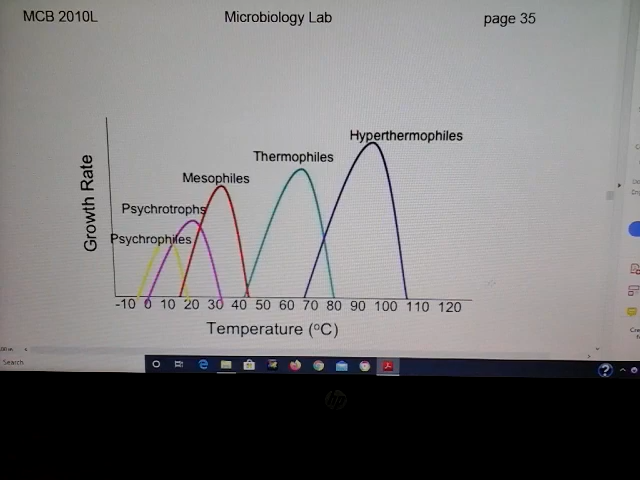 MCB 2010L Microbiology Lab page 35
Hyperthermophiles
Thermophiles
Mesophiles
Psychrotrophs
Psychrophiles
Growth Rate
-10 0 10 20 30 40 50 60 70 80 90 100 110 120
Temperature (°C)
Search
hp